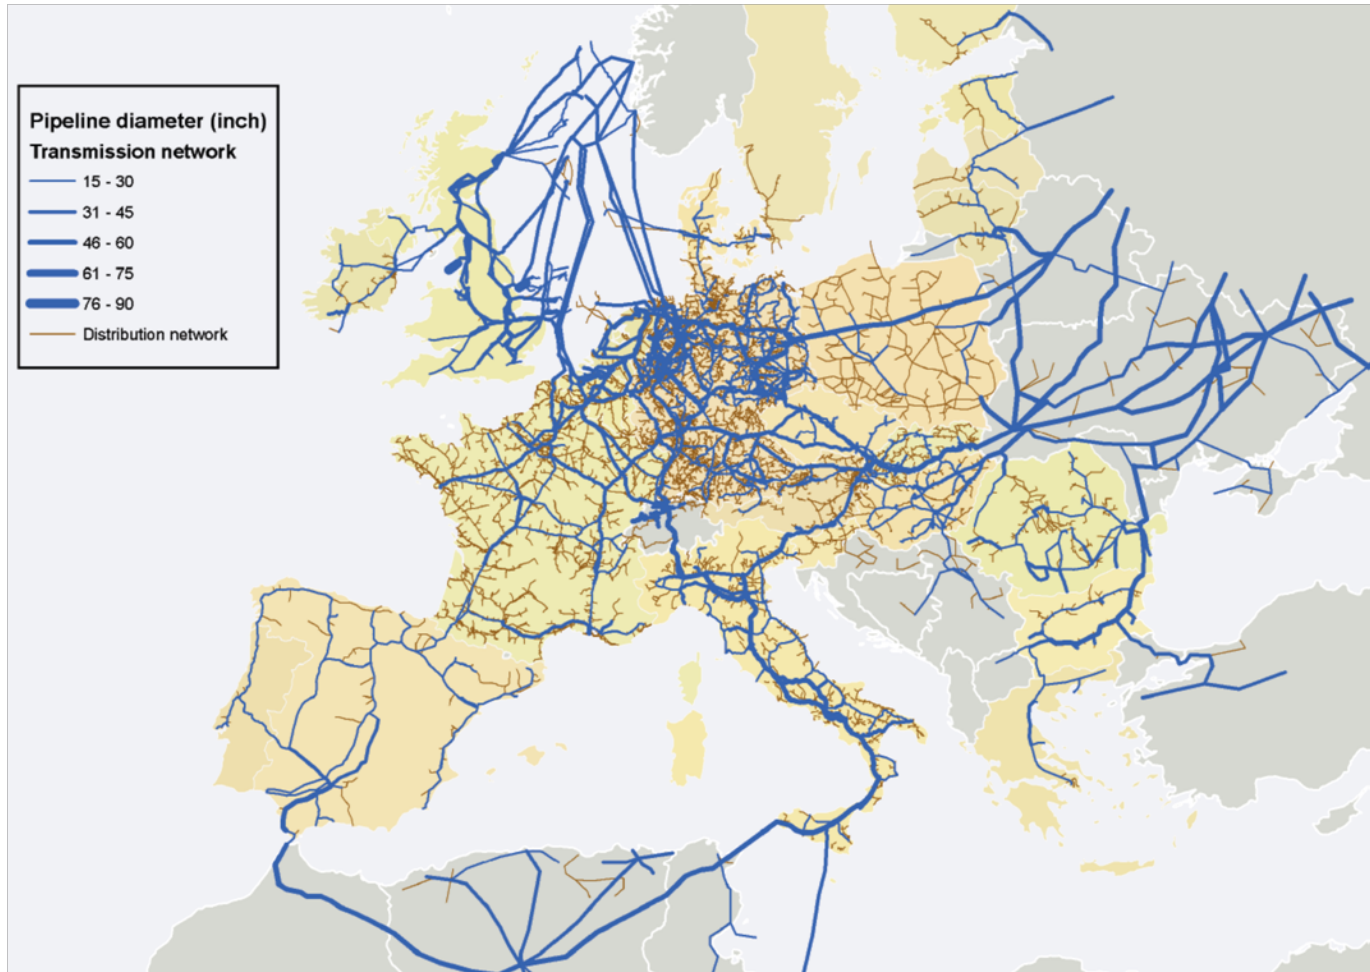 Pipeline diameter (inch)
Transmission network
15 - 30
31 - 45
46 - 60
61 - 75
76 - 90
Distribution network